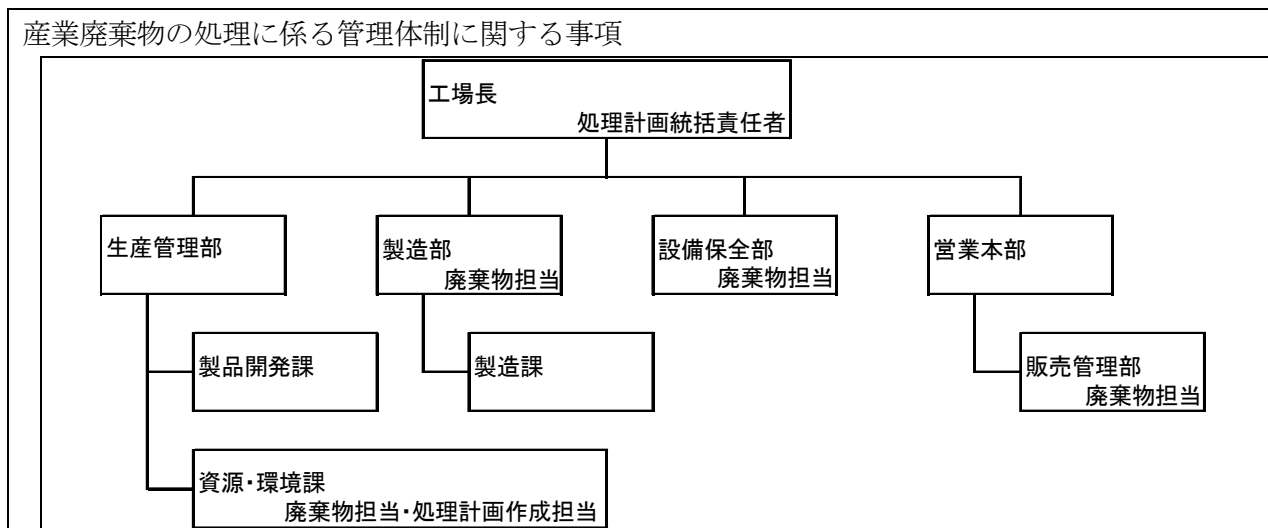 産業廃棄物の処理に係る管理体制に関する事項
工場長
処理計画統括責任者
生産管理部
製造部
廃棄物担当
設備保全部
廃棄物担当
営業本部
製品開発課
製造課
販売管理部
廃棄物担当
資源・環境課
廃棄物担当・処理計画作成担当